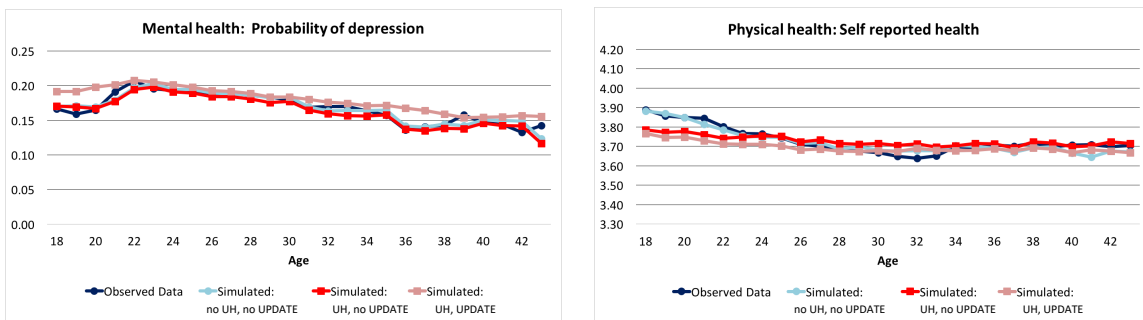 Mental health:  Probability of depression
0.25
0.20
0.15
0.10
0.05
0.00
18 20 22 24 26 28 30 32 34 36 38 40 42
Age
Observed Data Simulated: Simulated: Simulated:
no UH, no UPDATE UH, no UPDATE UH, UPDATE
Physical health: Self reported health
4.20
4.10
4.00
3.90
3.80
3.70
3.60
3.50
3.40
3.30
18 20 22 24 26 28 30 32 34 36 38 40 42
Age
Observed Data Simulated: Simulated: Simulated:
no UH, no UPDATE UH, no UPDATE UH, UPDATE